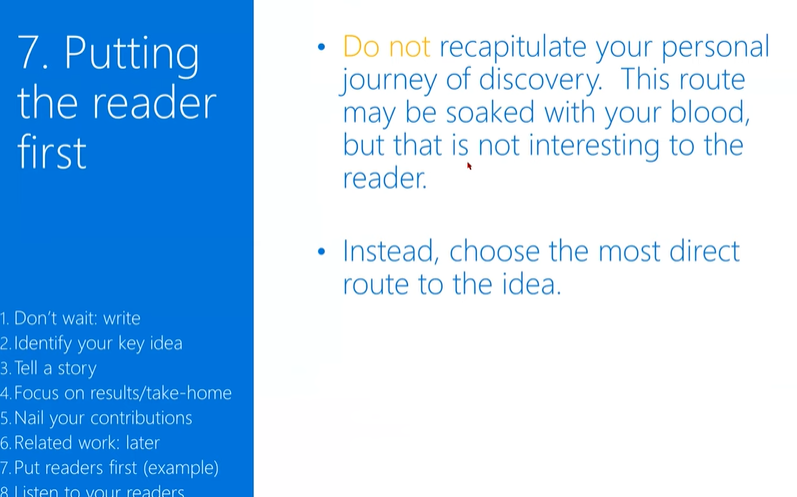 7. Putting
the reader
first
• Do not recapitulate your personal
journey of discovery. This route
may be soaked with your blood,
but that is not interesting to the
reader.
• Instead, choose the most direct
route to the idea.
1. Don't wait: write
2. Identify your key idea
3. Tell a story
4. Focus on results/take-home
5. Nail your contributions
6. Related work: later
7. Put readers first (example)
8. Listen to your readers